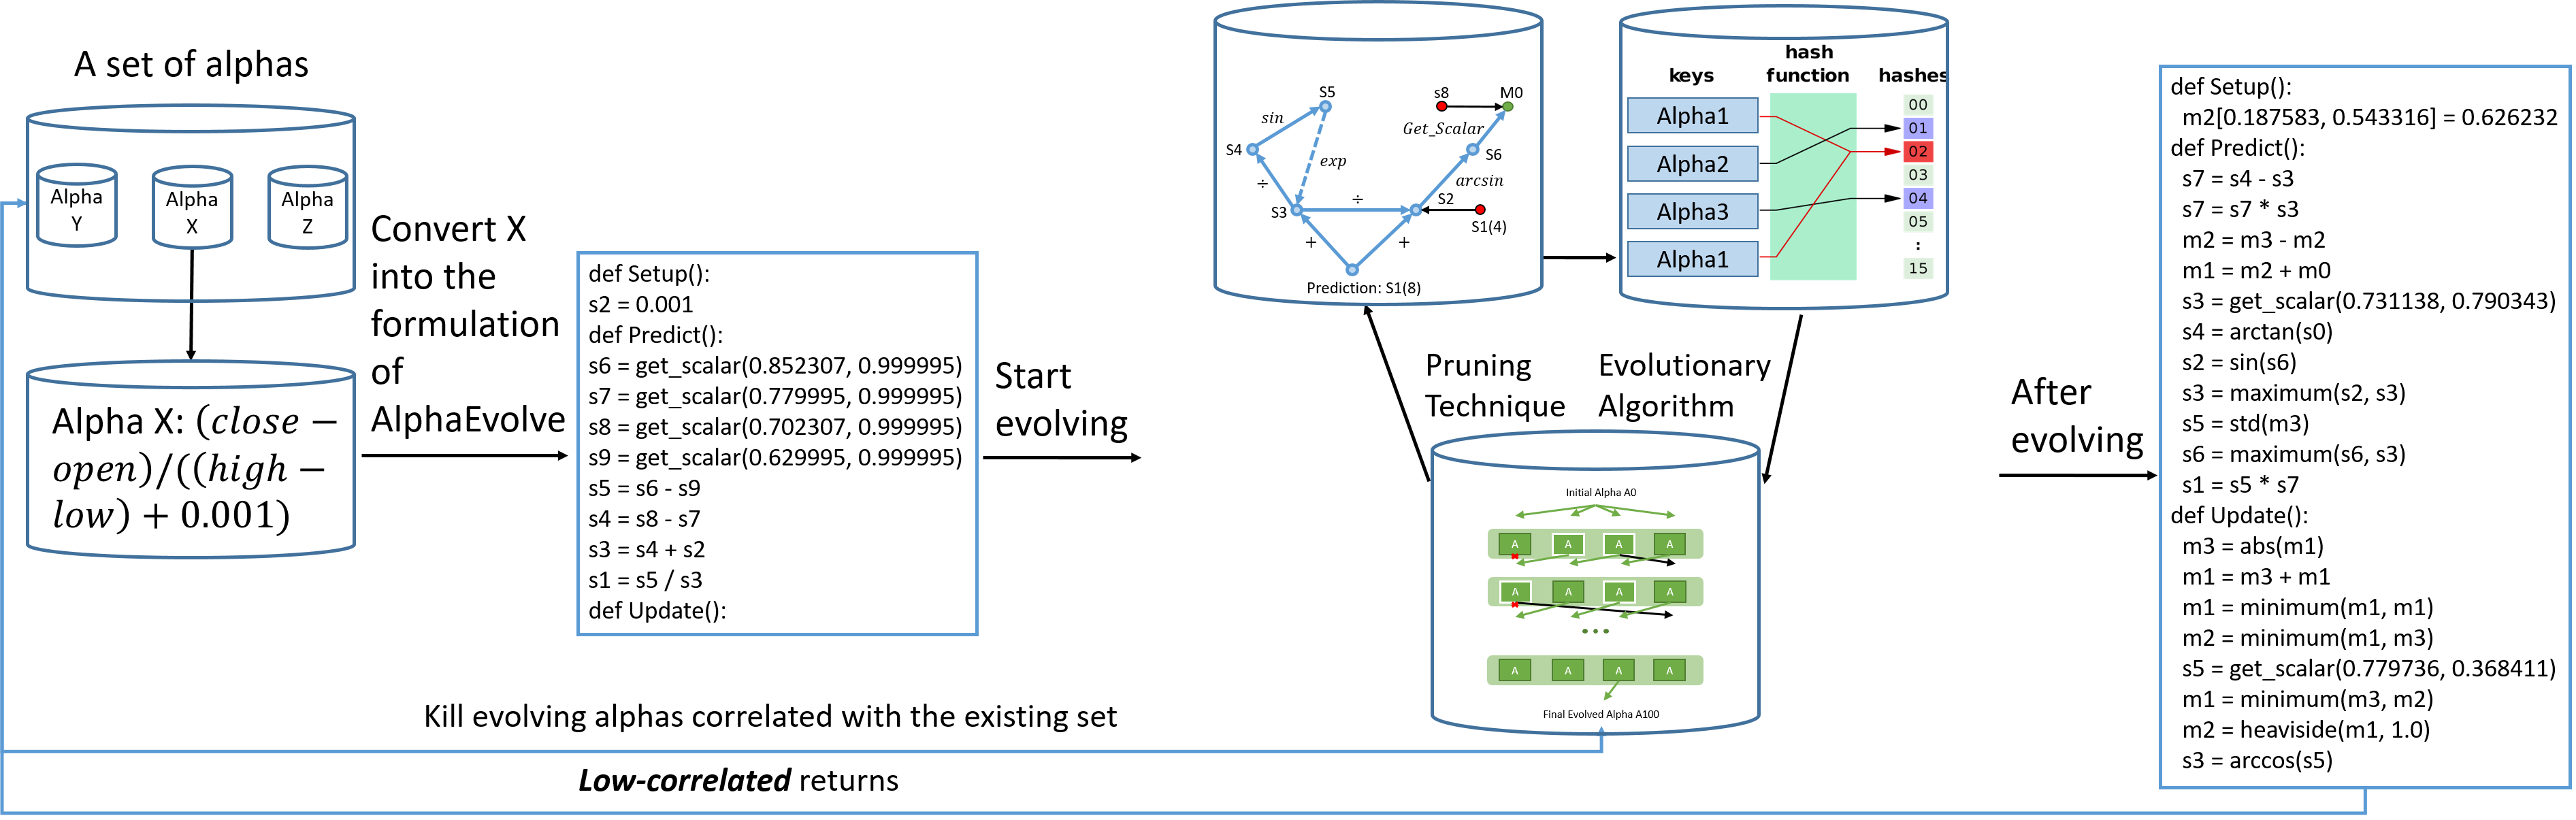 A set of alphas
Alpha
Y
Alpha
X
Alpha
Z
Alpha X: (close −
open)/((high −
low) + 0.001)
Convert X
into the
formulation
of
AlphaEvolve
def Setup():
s2 = 0.001
def Predict():
s6 = get_scalar(0.852307, 0.999995)
s7 = get_scalar(0.779995, 0.999995)
s8 = get_scalar(0.702307, 0.999995)
s9 = get_scalar(0.629995, 0.999995)
s5 = s6 - s9
s4 = s8 - s7
s3 = s4 + s2
s1 = s5 / s3
def Update():
Start
evolving
S5
sin
S4
exp
÷
S3
÷
+
+
s8
M0
Get_Scalar
S6
arcsin
S2
S1(4)
Prediction: S1(8)
keys
hash
function
hashes
Alpha1
Alpha2
Alpha3
Alpha1
00
01
02
03
04
05
:
15
Pruning
Technique
Evolutionary
Algorithm
Initial Alpha A0
A A A A
A A A A
...
A A A A
Final Evolved Alpha A100
After
evolving
def Setup():
m2[0.187583, 0.543316] = 0.626232
def Predict():
s7 = s4 - s3
s7 = s7 * s3
m2 = m3 - m2
m1 = m2 + m0
s3 = get_scalar(0.731138, 0.790343)
s4 = arctan(s0)
s2 = sin(s6)
s3 = maximum(s2, s3)
s5 = std(m3)
s6 = maximum(s6, s3)
s1 = s5 * s7
def Update():
m3 = abs(m1)
m1 = m3 + m1
m1 = minimum(m1, m1)
m2 = minimum(m1, m3)
s5 = get_scalar(0.779736, 0.368411)
m1 = minimum(m3, m2)
m2 = heaviside(m1, 1.0)
s3 = arccos(s5)
Kill evolving alphas correlated with the existing set
Low-correlated returns